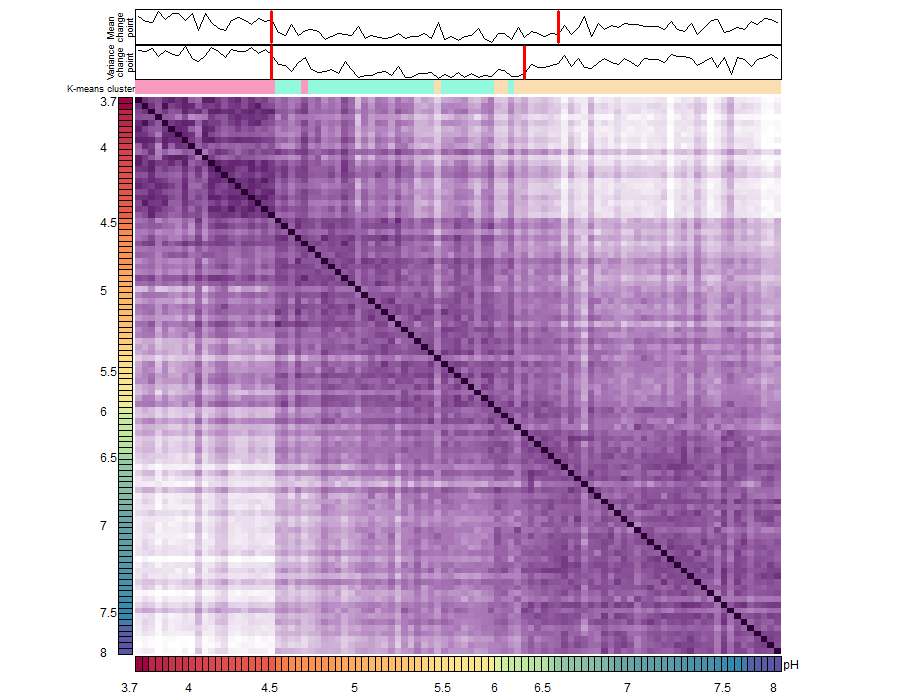 Mean
change
point
Variance
change
point
K-means cluster
3.7
4
4.5
5
5.5
6
6.5
7
7.5
8
pH
3.7 4 4.5 5 5.5 6 6.5 7 7.5 8